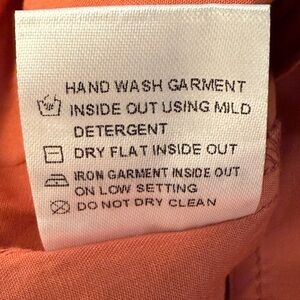 HAND WASH GARMENT
INSIDE OUT USING MILD
DETERGENT
DRY FLAT INSIDE OUT
IRON GARMENT INSIDE OUT
ON LOW SETTING
DO NOT DRY CLEAN